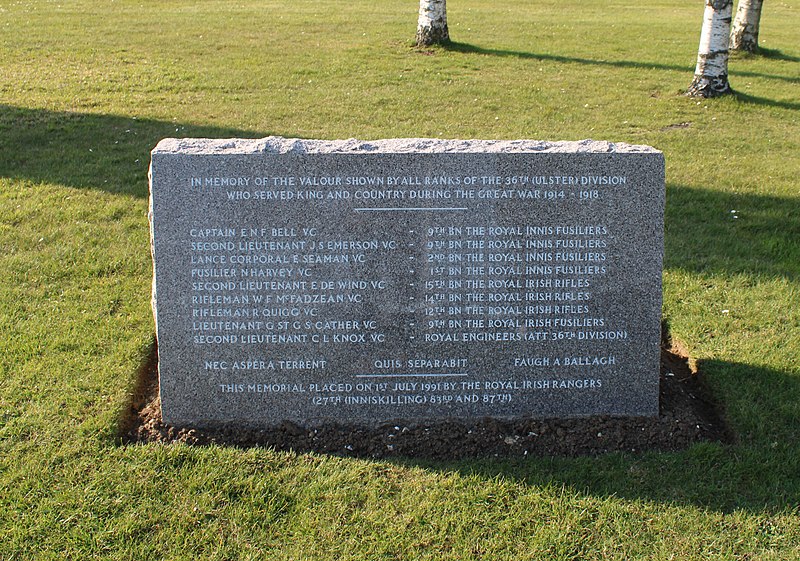 IN MEMORY OF THE VALOUR SHOWN BY ALL RANKS OF THE 36TH (ULSTER) DIVISION
WHO SERVED KING AND COUNTRY DURING THE GREAT WAR 1914 - 1918
CAPTAIN E N F BELL VC - 9TH BN THE ROYAL INNIS FUSILIERS
SECOND LIEUTENANT J S EMERSON VC - 9TH BN THE ROYAL INNIS FUSILIERS
LANCE CORPORAL E SEAMAN VC - 2ND BN THE ROYAL INNIS FUSILIERS
FUSILIER N HARVEY VC - 1ST BN THE ROYAL INNIS FUSILIERS
SECOND LIEUTENANT E DE WIND VC - 15TH BN THE ROYAL IRISH RIFLES
RIFLEMAN W F McFADZEAN VC - 14TH BN THE ROYAL IRISH RIFLES
RIFLEMAN R QUIGG VC - 12TH BN THE ROYAL IRISH RIFLES
LIEUTENANT G ST G S CATHER VC - 9TH BN THE ROYAL IRISH FUSILIERS
SECOND LIEUTENANT C L KNOX VC - ROYAL ENGINEERS (ATT 36TH DIVISION)
NEC ASPERA TERRENT QUIS SEPARABIT FAUGH A BALLAGH
THIS MEMORIAL PLACED ON 1ST JULY 1991 BY THE ROYAL IRISH RANGERS
(27TH (INNISKILLING) 83RD AND 87TH)